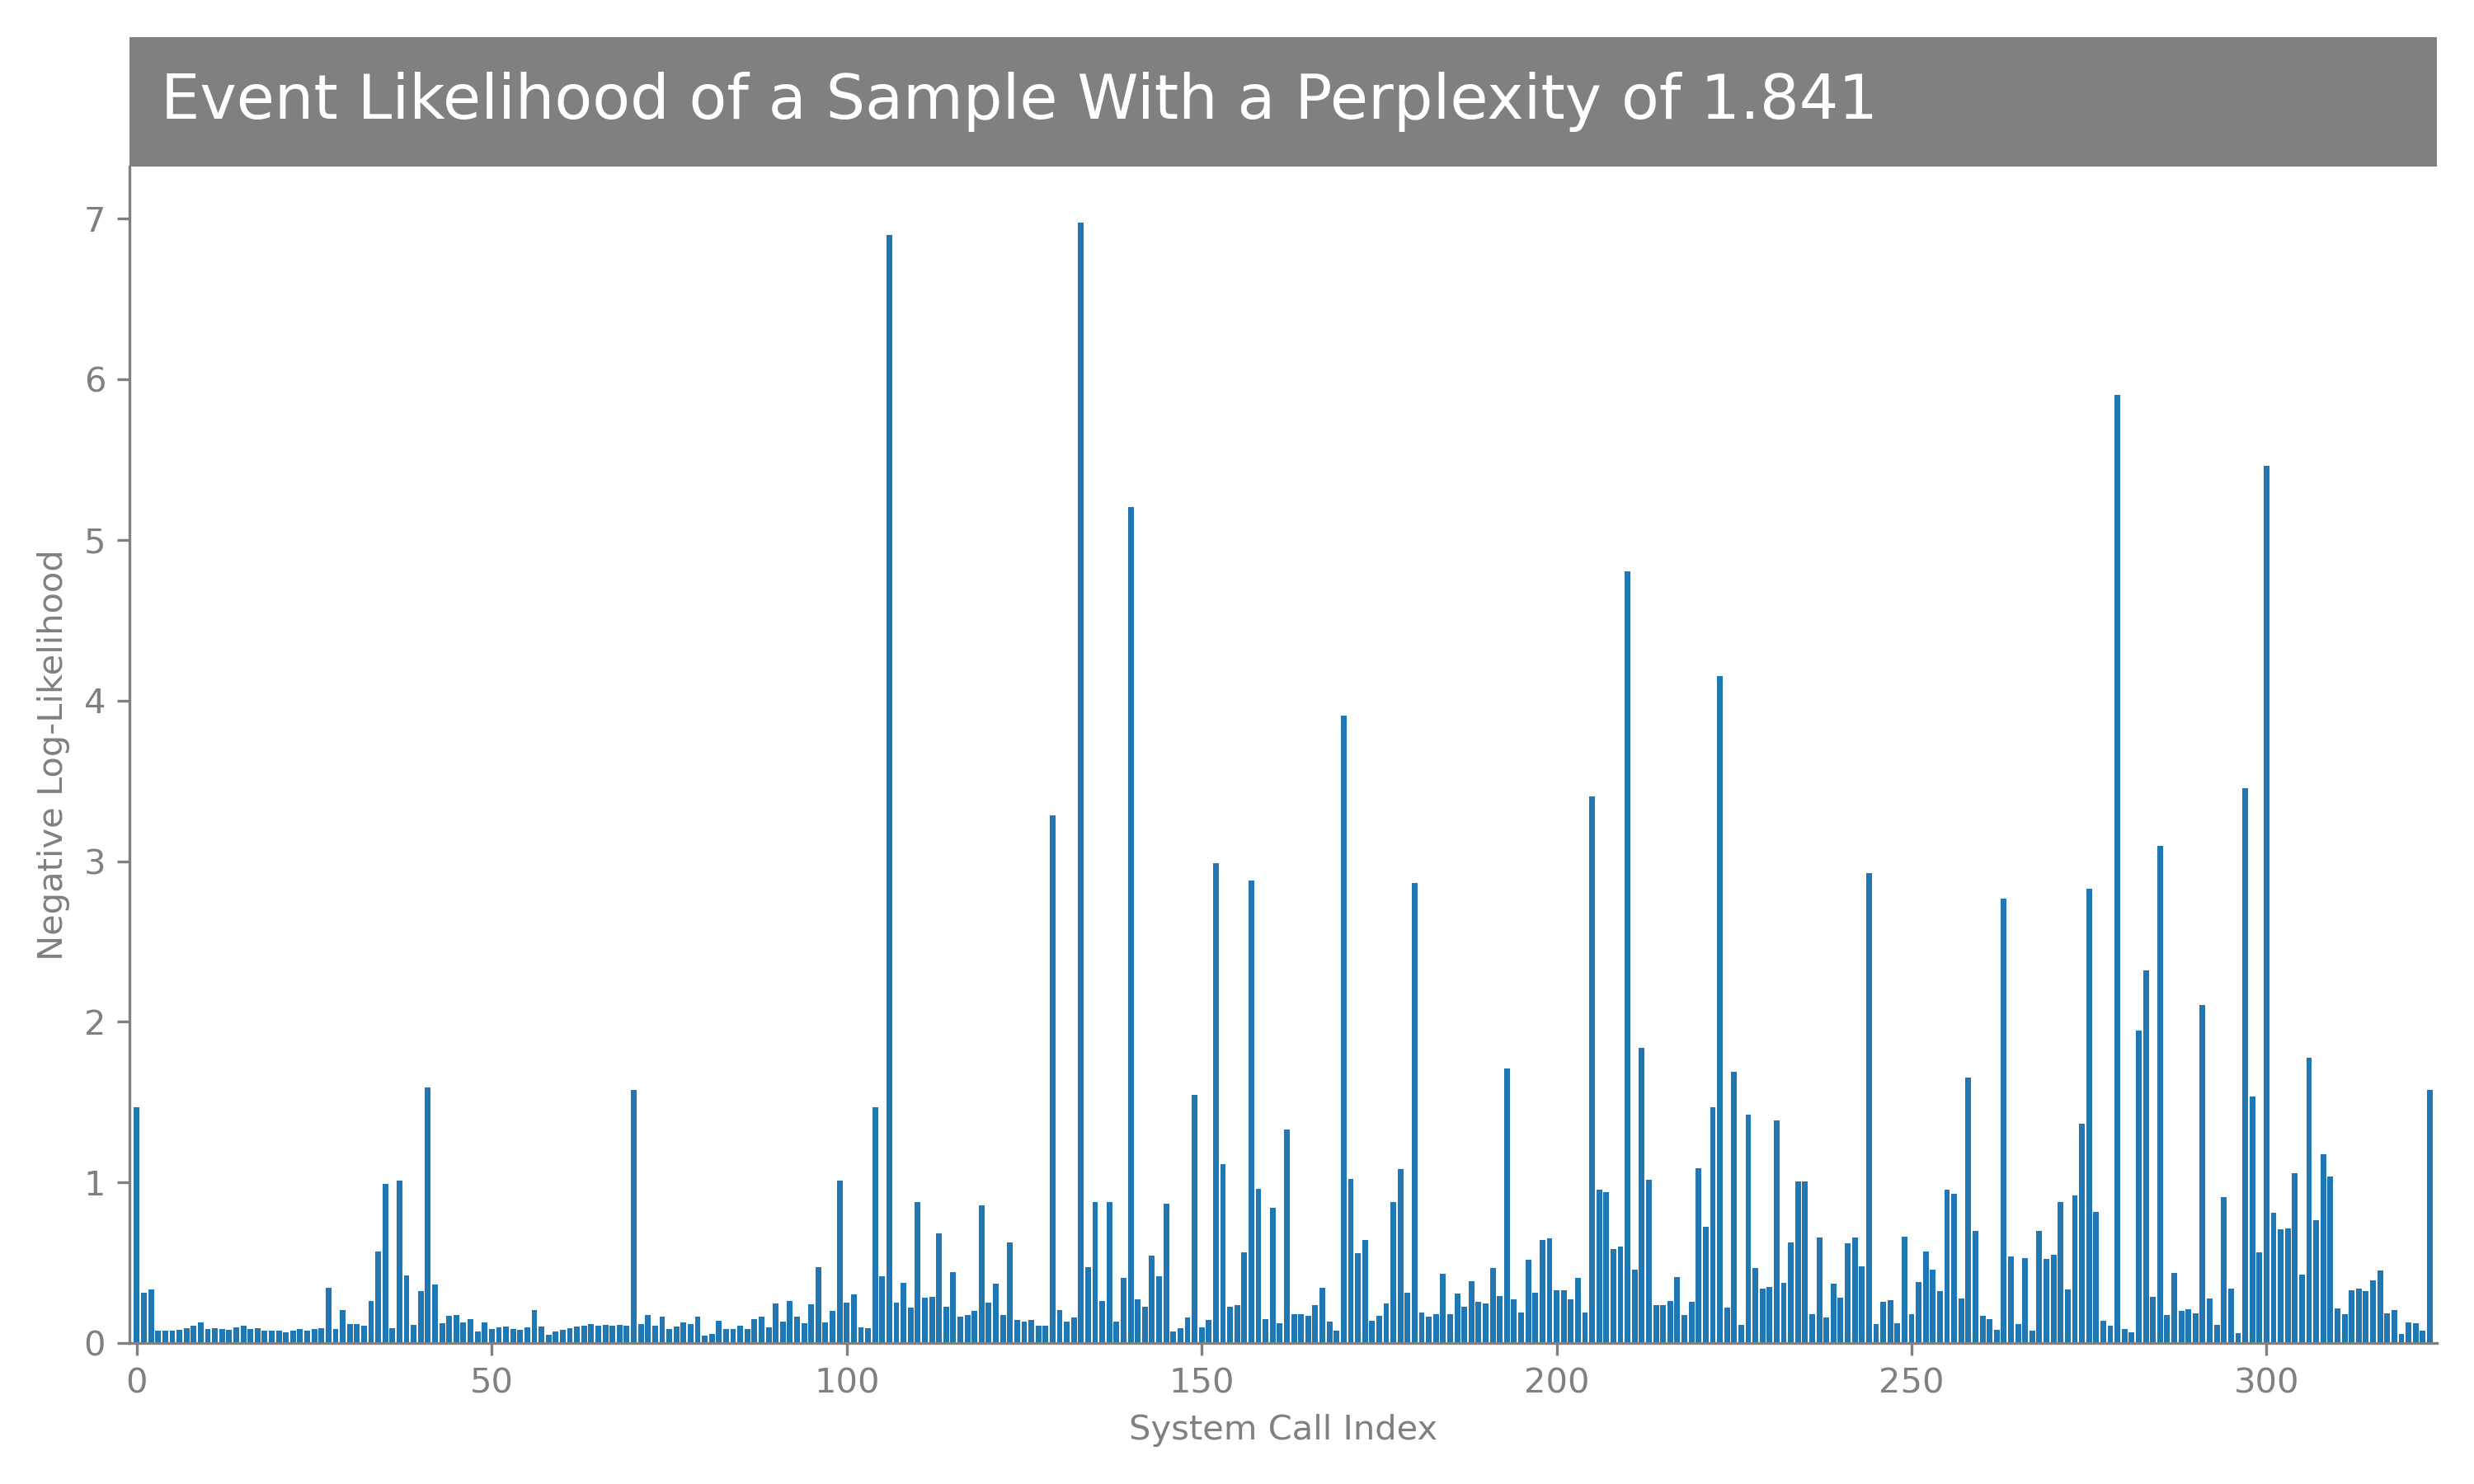 Event Likelihood of a Sample With a Perplexity of 1.841
7
6
5
4
3
2
1
0
Negative Log-Likelihood
0 50 100 150 200 250 300
System Call Index